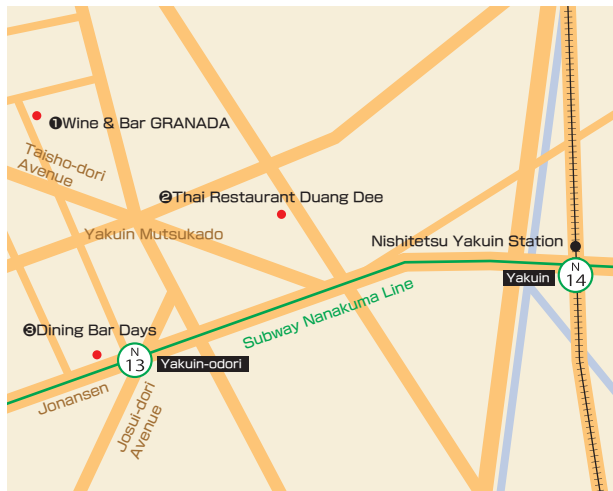 ❶Wine & Bar GRANADA
Taisho-dori
Avenue
❷Thai Restaurant Duang Dee
Yakuin Mutsukado
Nishitetsu Yakuin Station
Yakuin
N
14
Subway Nanakuma Line
❸Dining Bar Days
N
13
Yakuin-odori
Jonansen
Josui-dori
Avenue